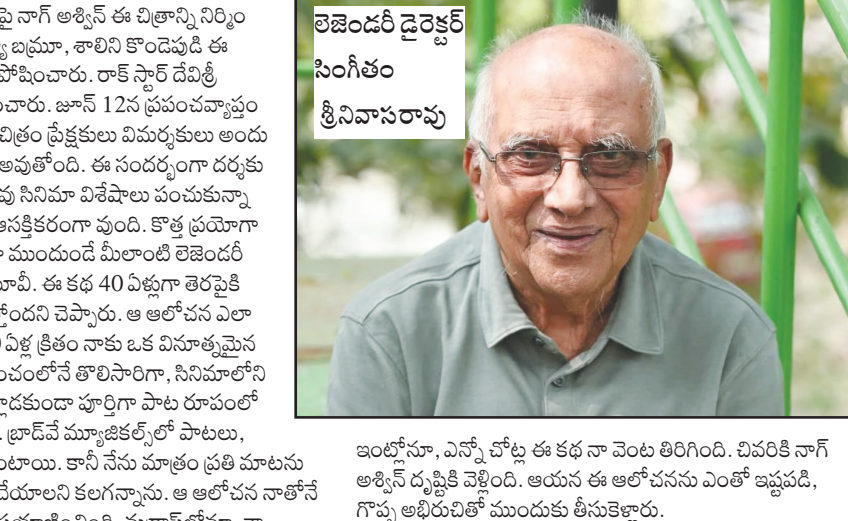 పై నాగ్ అశ్విన్ ఈ చిత్రాన్ని నిర్మిం
బమ్రూ, శాలిని కొండెపుడి ఈ
పోషించారు. రాక్ స్టార్ దేవిశ్రీ
చారు. జూన్ 12న ప్రపంచవ్యాప్తం
చిత్రం ప్రేక్షకులు విమర్శకులు అందు
అవుతోంది. ఈ సందర్భంగా దర్శకు
వు సినిమా విశేషాలు పంచుకున్నా
ఆసక్తికరంగా వుంది. కొత్త ప్రయోగా
ముందుండే మీలాంటి లెజెండరీ
మూవీ. ఈ కథ 40 ఏళ్లుగా తెరపైకి
స్తోందని చెప్పారు. ఆ ఆలోచన ఎలా
ఏళ్ల క్రితం నాకు ఒక వినూత్నమైన
పంచంలోనే తొలిసారిగా, సినిమాలోని
్లాడకుండా పూర్తిగా పాట రూపంలో
బ్రాడ్‌వే మ్యూజికల్స్‌లో పాటలు,
ంటాయి. కానీ నేను మాత్రం ప్రతి మాటను
చేయాలని కలగన్నాను. ఆ ఆలోచన నాతోనే
లెజెండరీ డైరెక్టర్
సింగీతం
శ్రీనివాసరావు
ఇంట్లోనూ, ఎన్నో చోట్ల ఈ కథ నా వెంట తిరిగింది. చివరికి నాగ్
అశ్విన్ దృష్టికి వెళ్లింది. ఆయన ఈ ఆలోచనను ఎంతో ఇష్టపడి,
గొప్ప అభిరుచితో ముందుకు తీసుకెళ్లారు.